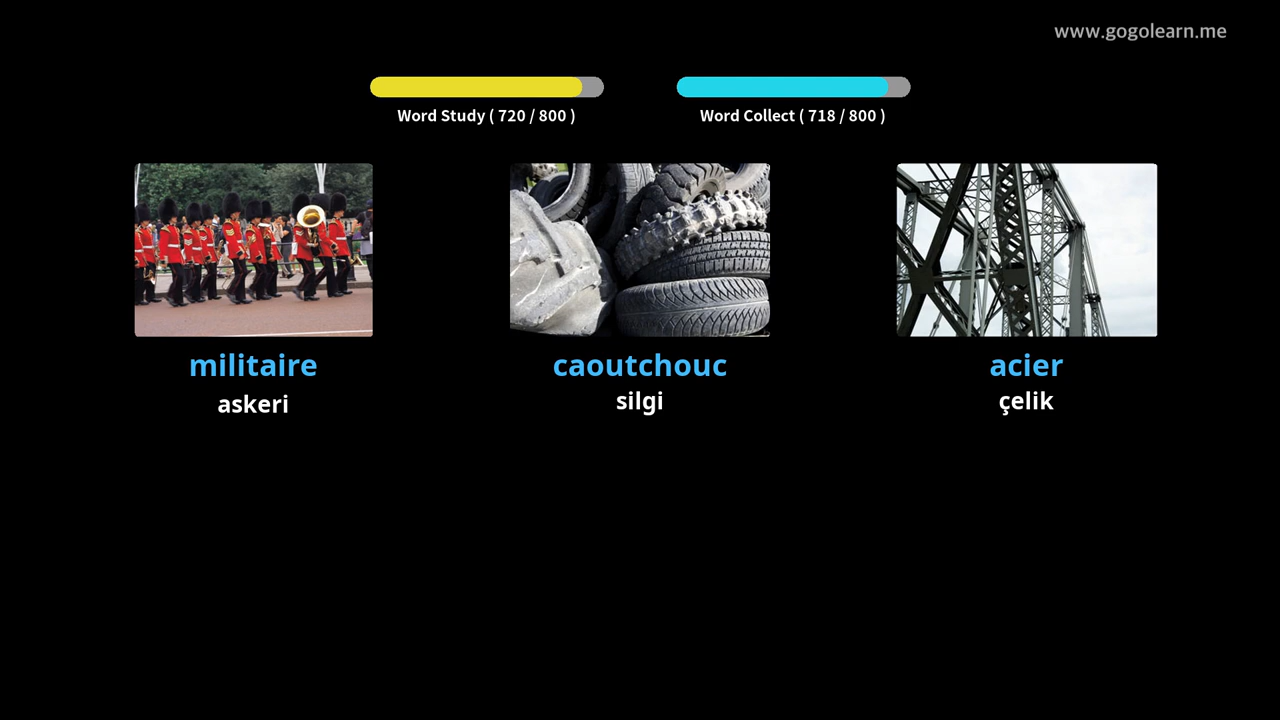 www.gogolearn.me
Word Study ( 720 / 800 )
Word Collect ( 718 / 800 )
militaire
askeri
caoutchouc
silgi
acier
çelik